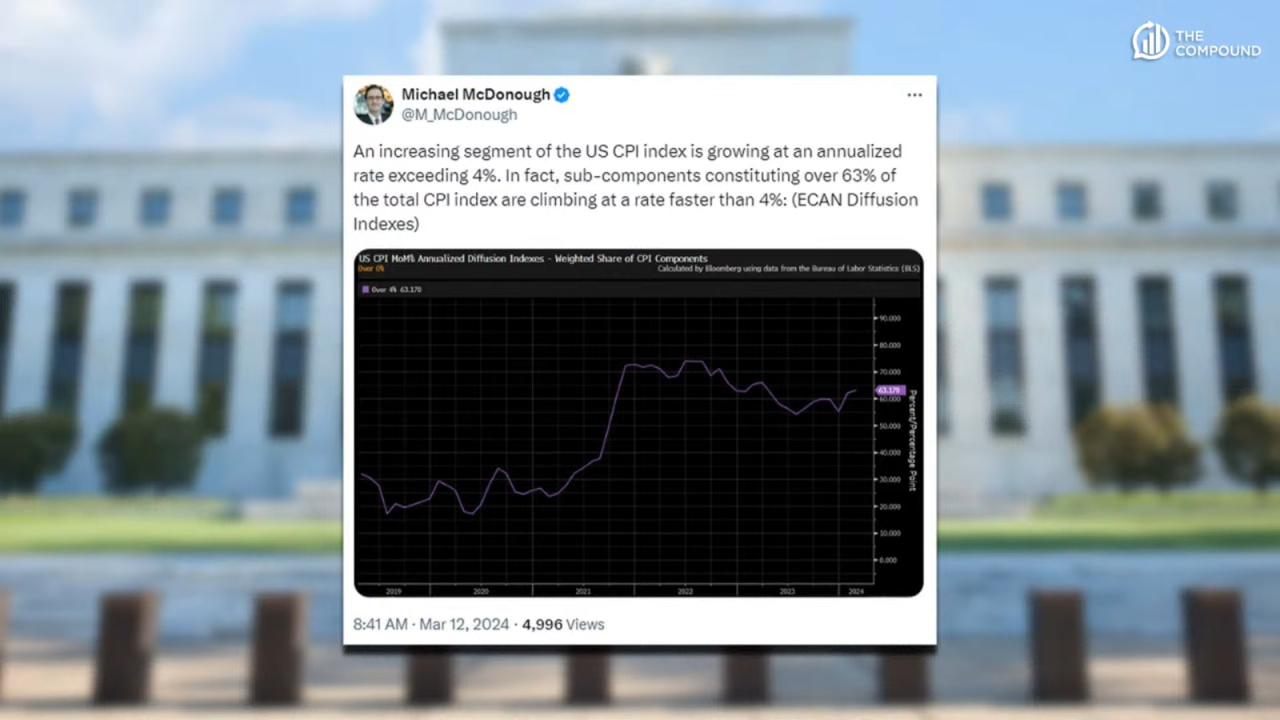 THE
COMPOUND
Michael McDonough
@M_McDonough
An increasing segment of the US CPI index is growing at an annualized
rate exceeding 4%. In fact, sub-components constituting over 63% of
the total CPI index are climbing at a rate faster than 4%: (ECAN Diffusion
Indexes)
US CPI MoM% Annualized Diffusion Indexes - Weighted Share of CPI Components
Over 0%
Calculated by Bloomberg using data from the Bureau of Labor Statistics (BLS)
Over 4% 63.170
90.000
80.000
70.000
63.170
60.000
50.000
40.000
30.000
20.000
10.000
0.000
Percent/Percentage Point
2019 2020 2021 2022 2023 2024
8:41 AM · Mar 12, 2024 · 4,996 Views